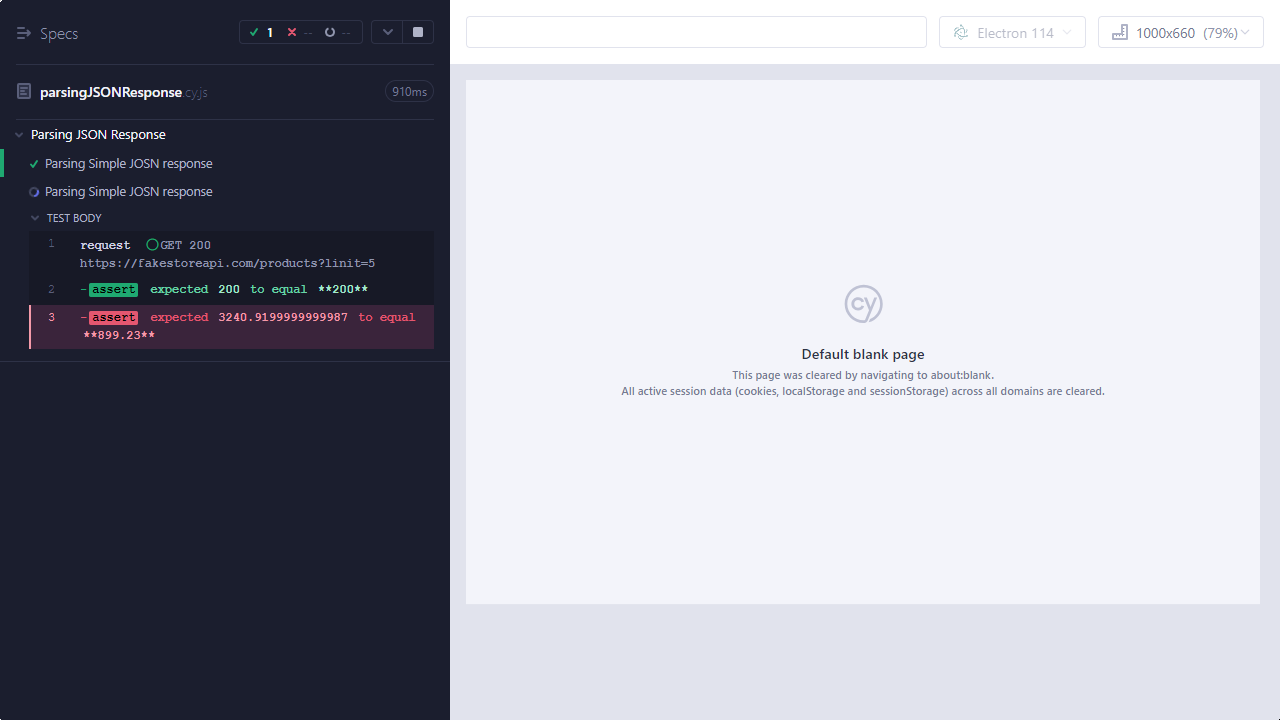 Specs
1 -- --
parsingJSONResponse.cy.js 910ms
Parsing JSON Response
Parsing Simple JOSN response
Parsing Simple JOSN response
TEST BODY
1 request GET 200
https://fakestoreapi.com/products?linit=5
2 -assert expected 200 to equal **200**
3 -assert expected 3240.9199999999987 to equal
**899.23**
Electron 114
1000x660 (79%)
cy
Default blank page
This page was cleared by navigating to about:blank.
All active session data (cookies, localStorage and sessionStorage) across all domains are cleared.